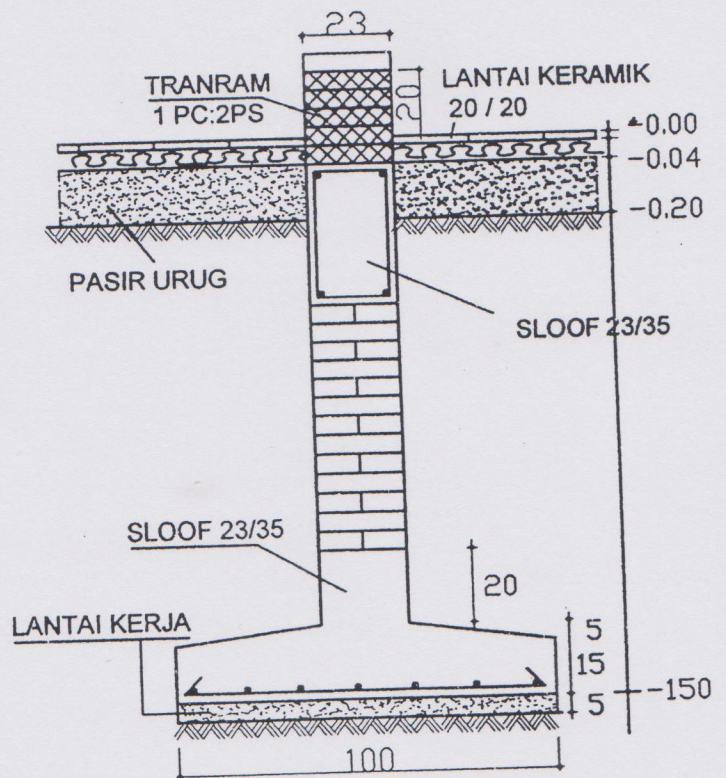 23
TRANRAM
1 PC:2PS
20
LANTAI KERAMIK
20 / 20
-0.00
-0.04
-0.20
PASIR URUG
SLOOF 23/35
SLOOF 23/35
20
LANTAI KERJA
5
15
5
-150
100